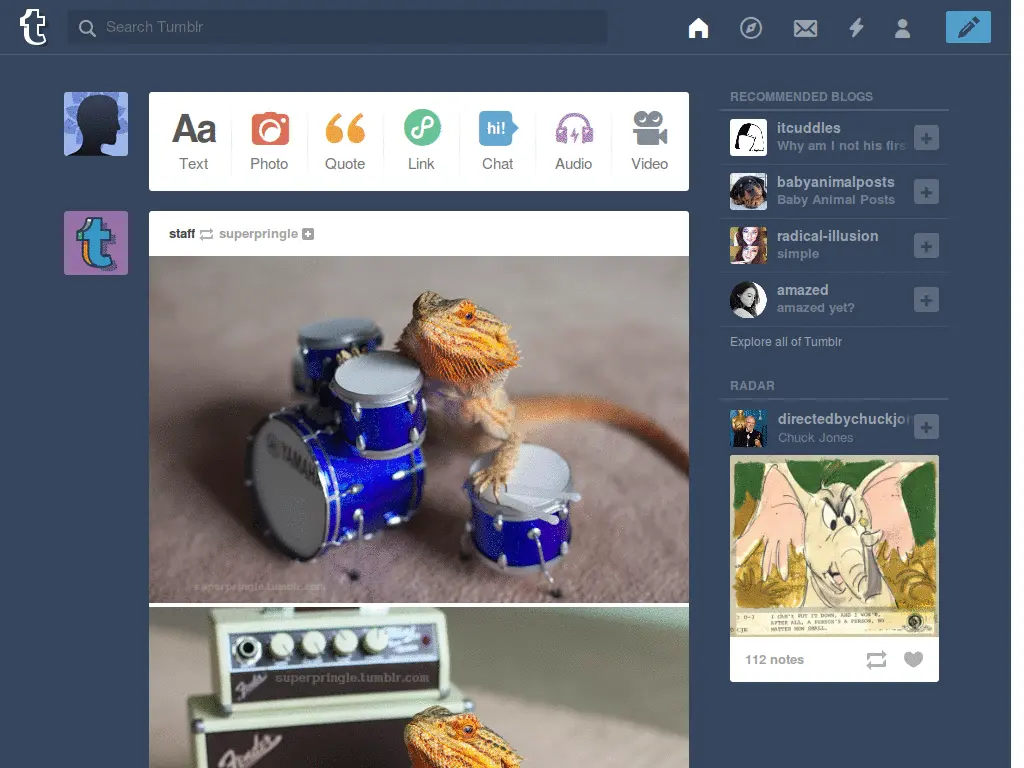 Search Tumblr
Aa
hi!
Text
Photo
Quote
Link
Chat
Audio
Video
staff superpringle
YAMAH
superpringle.tumblr.com
Fender
superpringle.tumblr.com
Fender
RECOMMENDED BLOGS
itcuddles
Why am I not his firs
babyanimalposts
Baby Animal Posts
radical-illusion
simple
amazed
amazed yet?
Explore all of Tumblr
RADAR
directedbychuckjo
Chuck Jones
I CAN'T PUT IT DOWN, AND I WON'T,
AFTER ALL, A PERSON'S A PERSON, NO
MATTER HOW SMALL.
112 notes